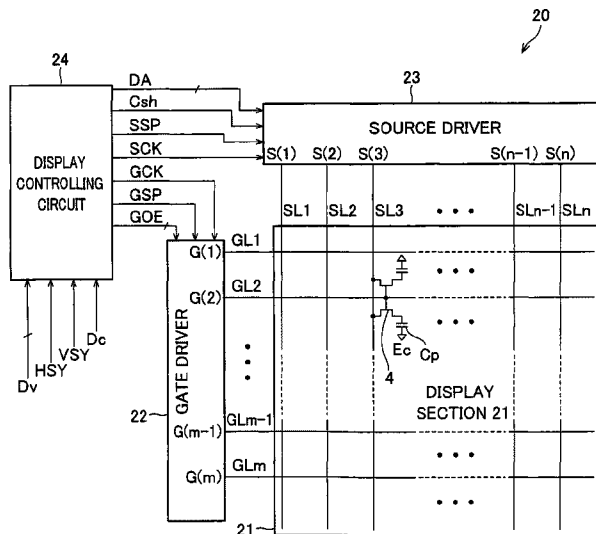 20
24
23
DISPLAY
CONTROLLING
CIRCUIT
DA
Csh
SSP
SCK
GCK
GSP
GOE
SOURCE DRIVER
S(1) S(2) S(3) S(n-1) S(n)
SL1 SL2 SL3 • • • SLn-1 SLn
Dv
HSY
VSY
Dc
22
GATE DRIVER
G(1)
G(2)
G(m-1)
G(m)
GL1
GL2
GLm-1
GLm
Ec Cp
4
DISPLAY
SECTION 21
21